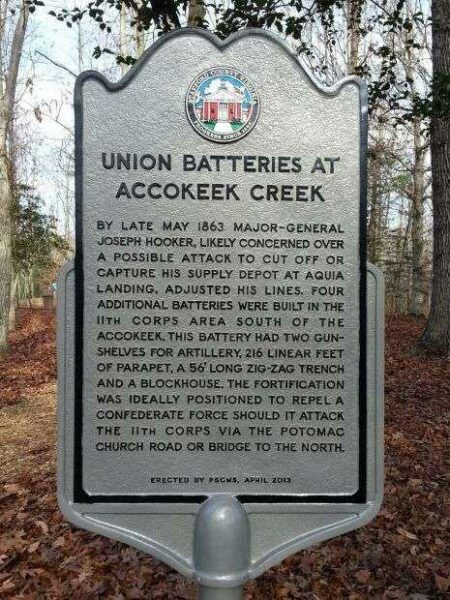 STAFFORD COUNTY, VIRGINIA
UNION BATTERIES AT
ACCOKEEK CREEK
BY LATE MAY 1863 MAJOR-GENERAL
JOSEPH HOOKER, LIKELY CONCERNED OVER
A POSSIBLE ATTACK TO CUT OFF OR
CAPTURE HIS SUPPLY DEPOT AT AQUIA
LANDING, ADJUSTED HIS LINES. FOUR
ADDITIONAL BATTERIES WERE BUILT IN THE
11TH CORPS AREA SOUTH OF THE
ACCOKEEK. THIS BATTERY HAD TWO GUN-
SHELVES FOR ARTILLERY, 216 LINEAR FEET
OF PARAPET, A 56' LONG ZIG-ZAG TRENCH
AND A BLOCKHOUSE. THE FORTIFICATION
WAS IDEALLY POSITIONED TO REPEL A
CONFEDERATE FORCE SHOULD IT ATTACK
THE 11TH CORPS VIA THE POTOMAC
CHURCH ROAD OR BRIDGE TO THE NORTH.
ERECTED BY FSCWS, APRIL 2013